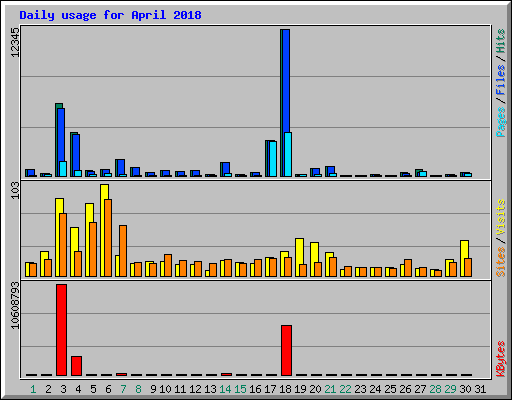 Daily usage for April 2018
12345
Pages / Files / Hits
103
Sites / Visits
10608793
KBytes
1 2 3 4 5 6 7 8 9 10 11 12 13 14 15 16 17 18 19 20 21 22 23 24 25 26 27 28 29 30 31